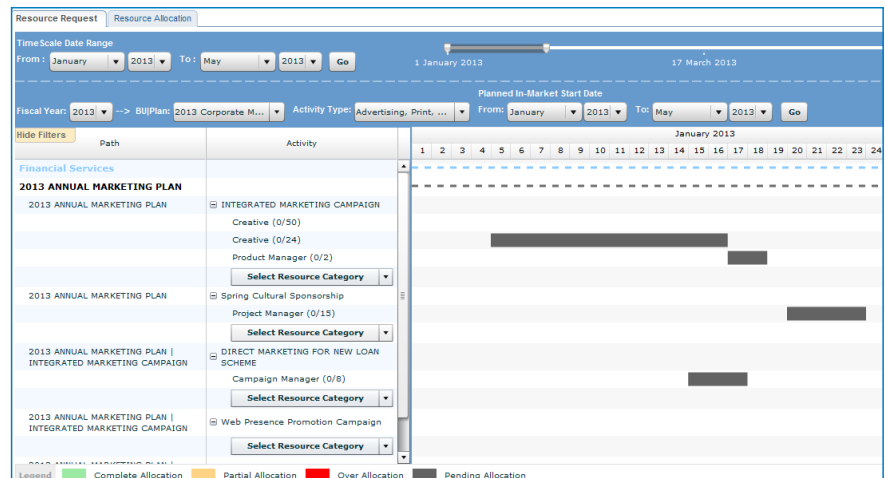 Resource Request Resource Allocation
TimeScale Date Range
From : January 2013 To : May 2013 Go
1 January 2013 17 March 2013
Planned In-Market Start Date
Fiscal Year: 2013 --> BU|Plan: 2013 Corporate M... Activity Type: Advertising, Print, ... From: January 2013 To: May 2013 Go
Hide Filters
Path Activity January 2013
1 2 3 4 5 6 7 8 9 10 11 12 13 14 15 16 17 18 19 20 21 22 23 24
Financial Services
2013 ANNUAL MARKETING PLAN
2013 ANNUAL MARKETING PLAN INTEGRATED MARKETING CAMPAIGN
Creative (0/50)
Creative (0/24)
Product Manager (0/2)
Select Resource Category
2013 ANNUAL MARKETING PLAN Spring Cultural Sponsorship
Project Manager (0/15)
Select Resource Category
2013 ANNUAL MARKETING PLAN | DIRECT MARKETING FOR NEW LOAN
INTEGRATED MARKETING CAMPAIGN SCHEME
Campaign Manager (0/8)
Select Resource Category
2013 ANNUAL MARKETING PLAN |
INTEGRATED MARKETING CAMPAIGN Web Presence Promotion Campaign
Select Resource Category
2013 ANNUAL MARKETING PLAN |
Legend Complete Allocation Partial Allocation Over Allocation Pending Allocation